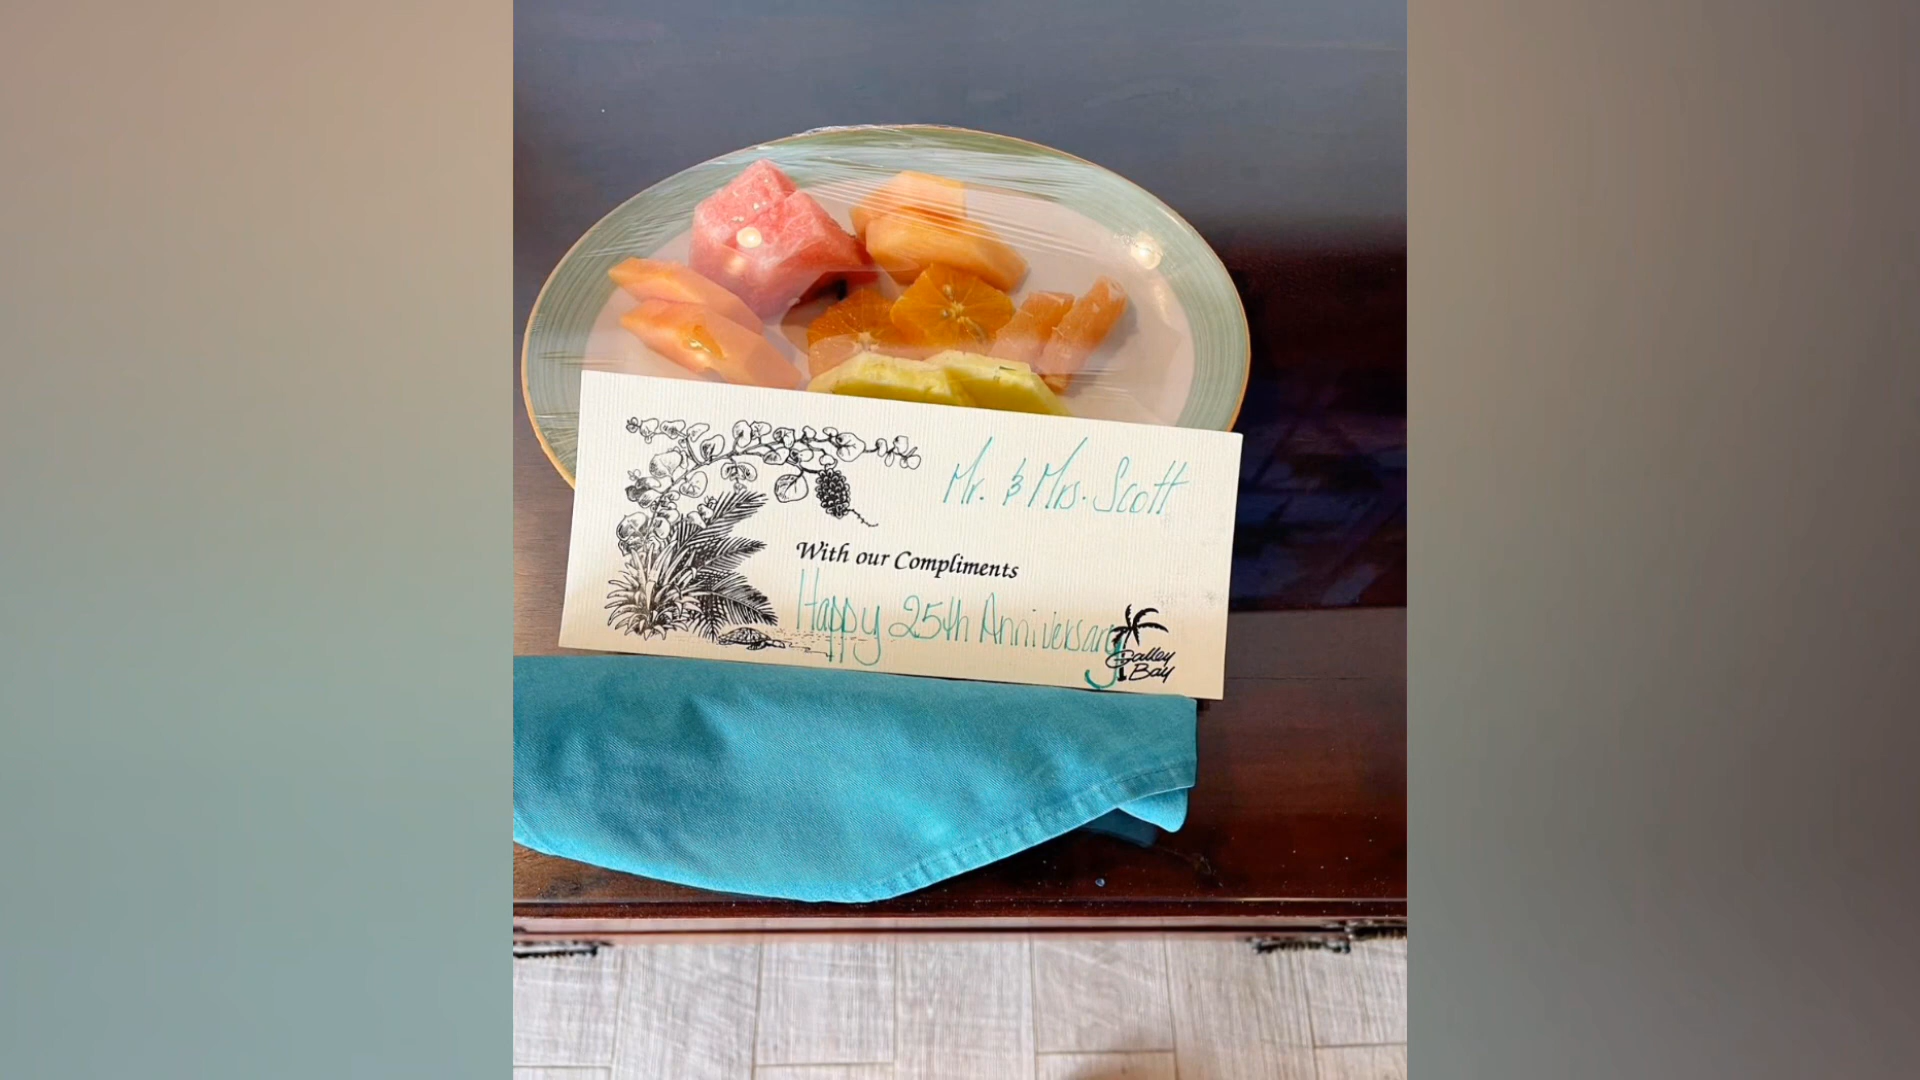 Mr. & Mrs. Scott
With our Compliments
Happy 25th Anniversary
Galley
Bay